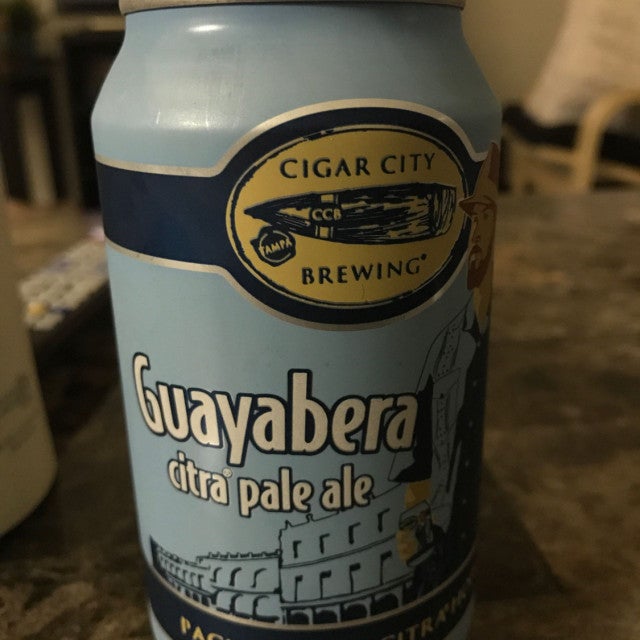 CIGAR CITY
CCB
TAMPA
BREWING®
Guayabera
citra® pale ale